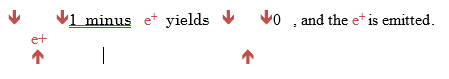 🡻 🡻1 minus e⁺ yields 🡻 🡻0 , and the e⁺ is emitted.
e+
🡹 🡹